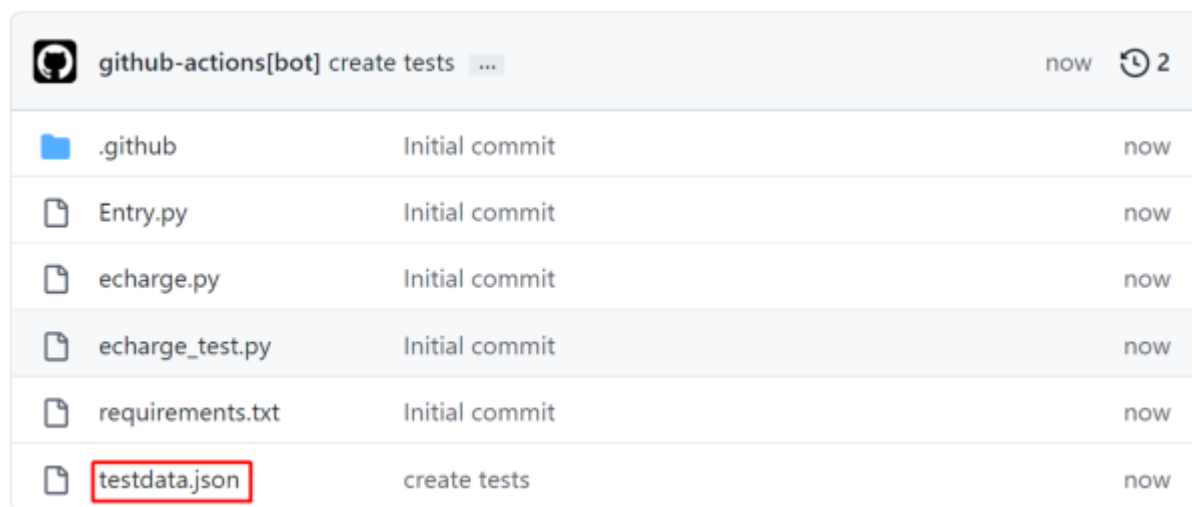 github-actions[bot] create tests ... now 2
.github Initial commit now
Entry.py Initial commit now
echarge.py Initial commit now
echarge_test.py Initial commit now
requirements.txt Initial commit now
testdata.json create tests now